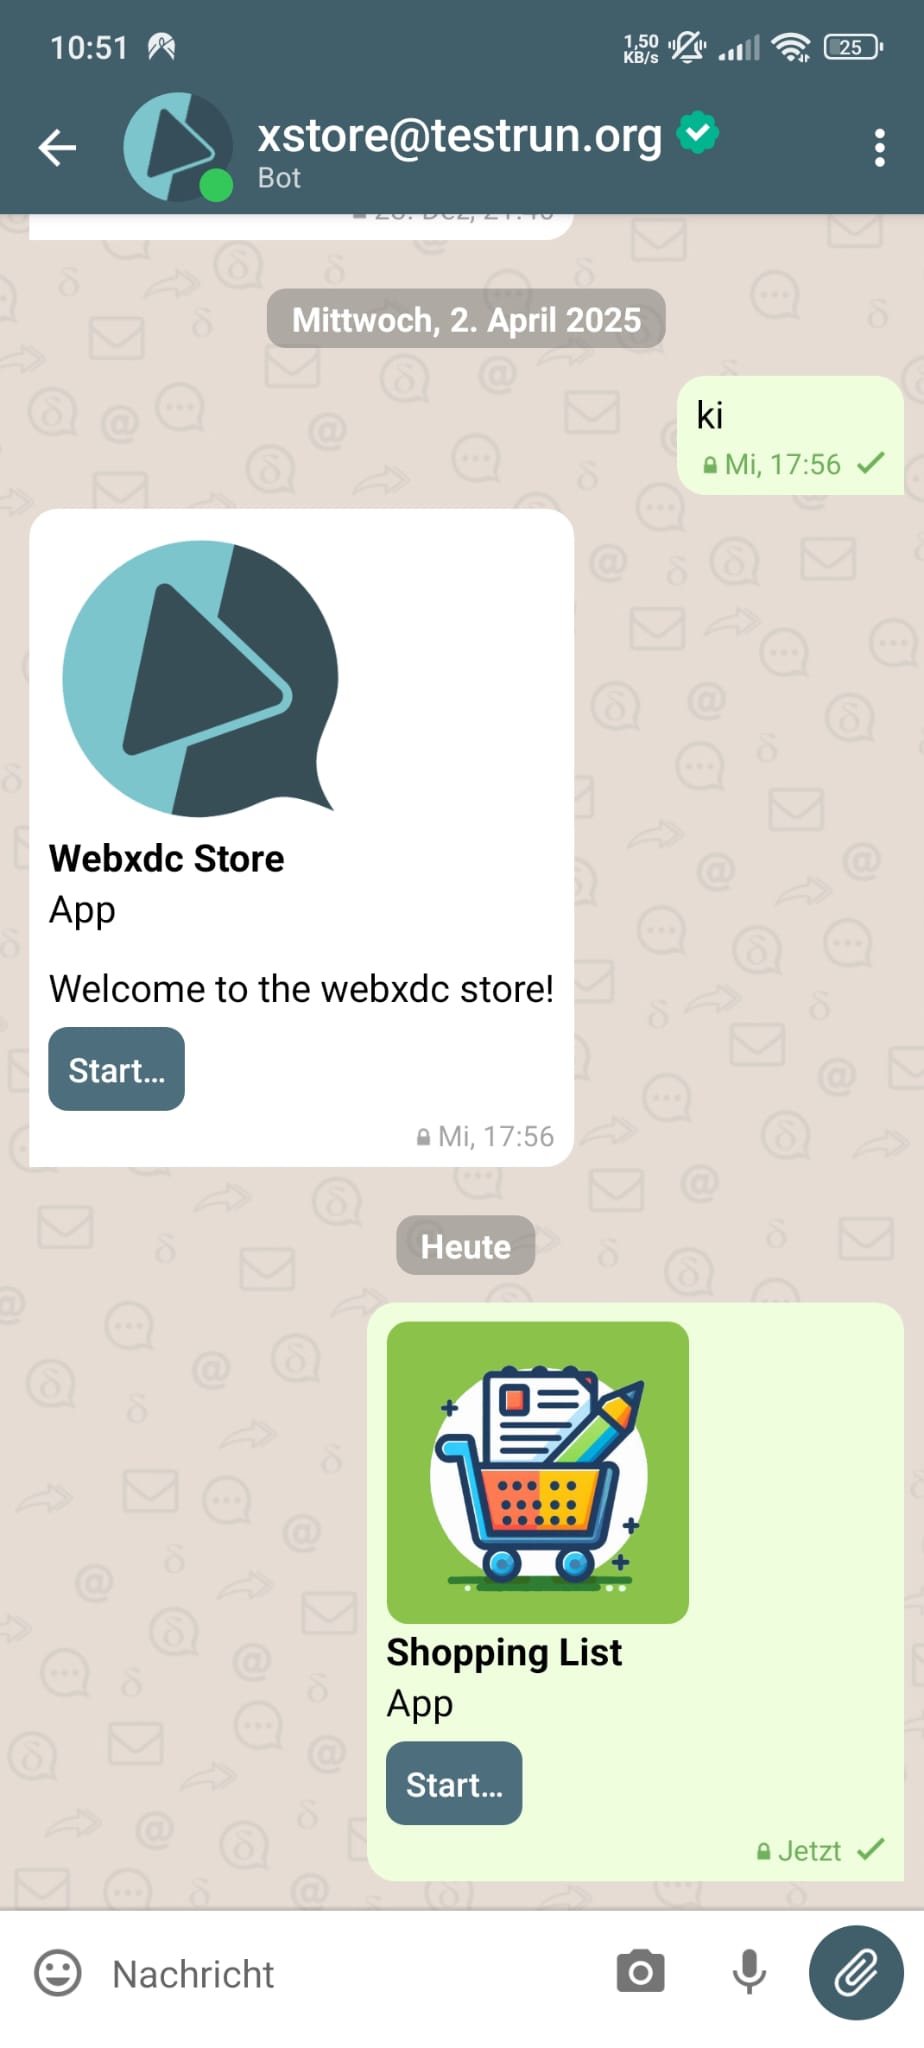 10:51
1,50
KB/s
25
xstore@testrun.org
Bot
Mittwoch, 2. April 2025
ki
Mi, 17:56
Webxdc Store
App
Welcome to the webxdc store!
Start...
Mi, 17:56
Heute
Shopping List
App
Start...
Jetzt
Nachricht